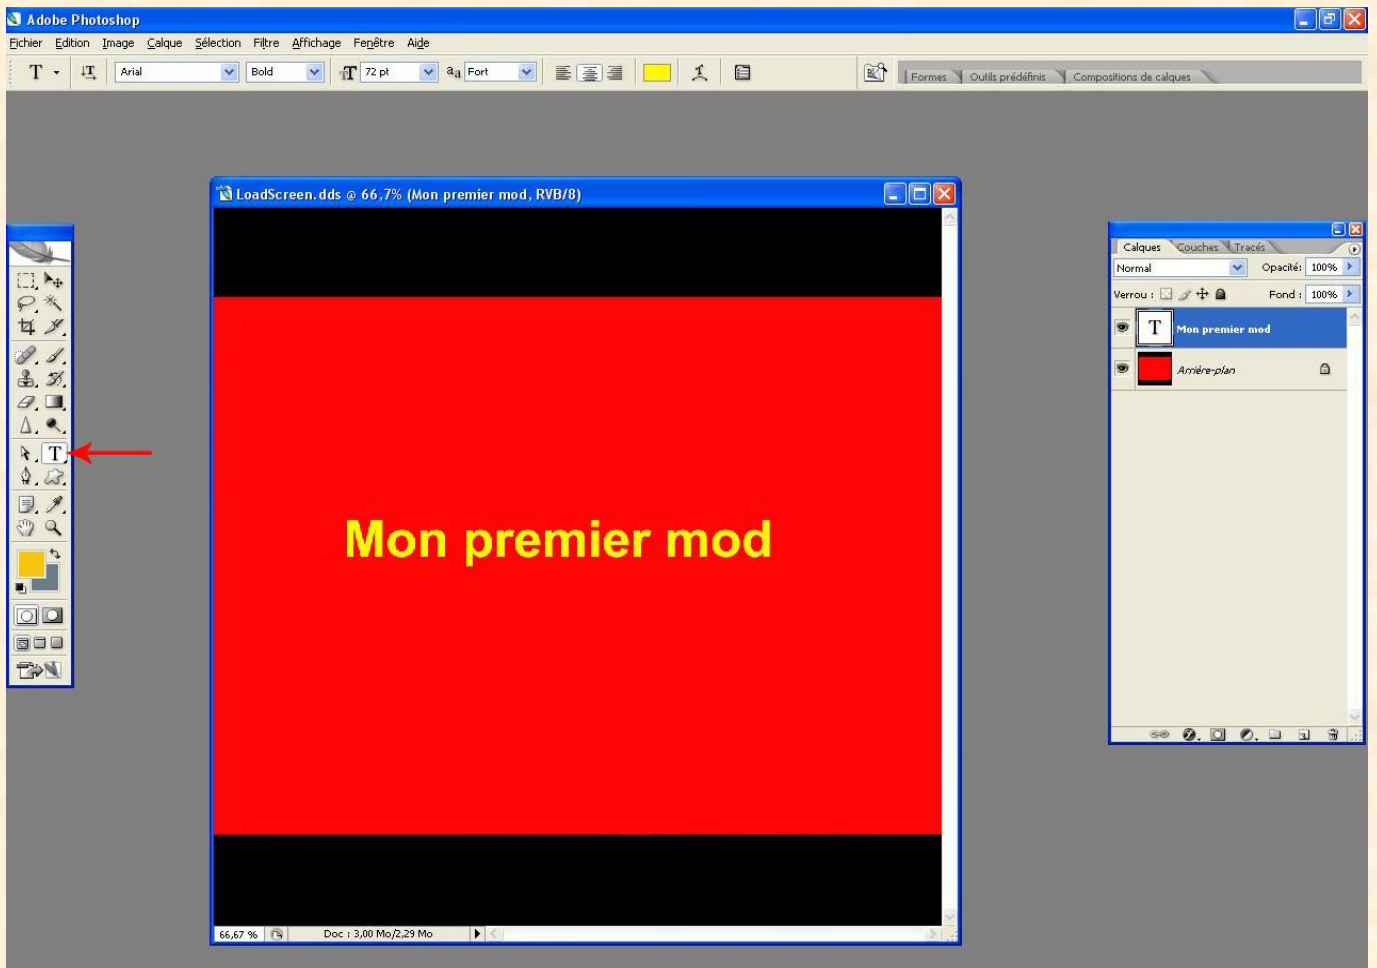 Adobe Photoshop
Fichier Edition Image Calque Sélection Filtre Affichage Fenêtre Aide
T T Arial Bold T 72 pt aa Fort Formes Outils prédéfinis Compositions de calques
LoadScreen.dds @ 66,7% (Mon premier mod, RVB/8)
Calques Couches Tracés
Normal Opacité: 100%
Verrou : Fond : 100%
T Mon premier mod
Arrière-plan
T
Mon premier mod
66,67 % Doc : 3,00 Mo/2,29 Mo